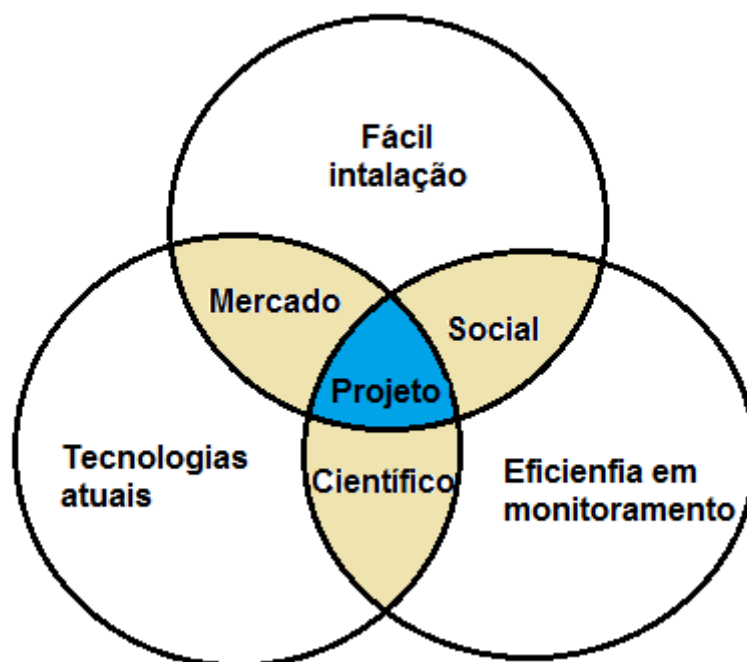 Fácil
intalação
Mercado
Social
Projeto
Tecnologias
atuais
Científico
Eficienfia em
monitoramento